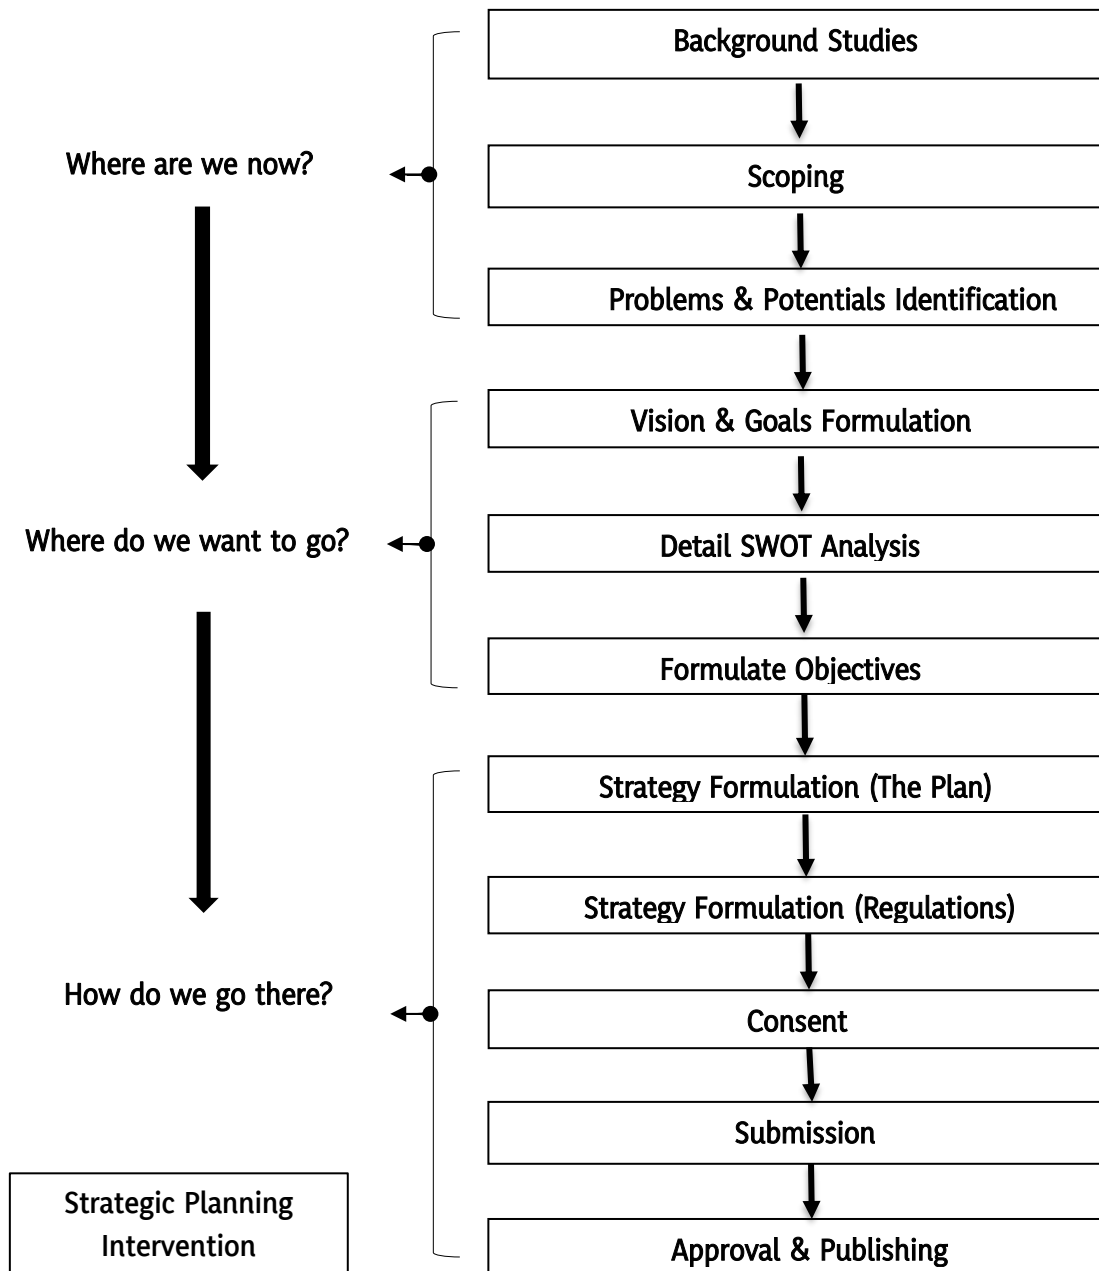 Background Studies
Where are we now?
Scoping
Problems & Potentials Identification
Vision & Goals Formulation
Where do we want to go?
Detail SWOT Analysis
Formulate Objectives
Strategy Formulation (The Plan)
Strategy Formulation (Regulations)
How do we go there?
Consent
Submission
Strategic Planning
Intervention
Approval & Publishing